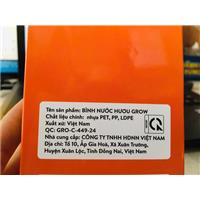 Tên sản phẩm: BÌNH NƯỚC HƯƠU GROW
Chất liệu chính: nhựa PET, PP, LDPE
Xuất xứ: Việt Nam
QC: GRO-C-449-24
Nhà cung cấp: CÔNG TY TNHH HDNN VIỆT NAM
Địa chỉ: Tổ 10, Ấp Gia Hoà, Xã Xuân Trường,
Huyện Xuân Lộc, Tỉnh Đồng Nai, Việt Nam